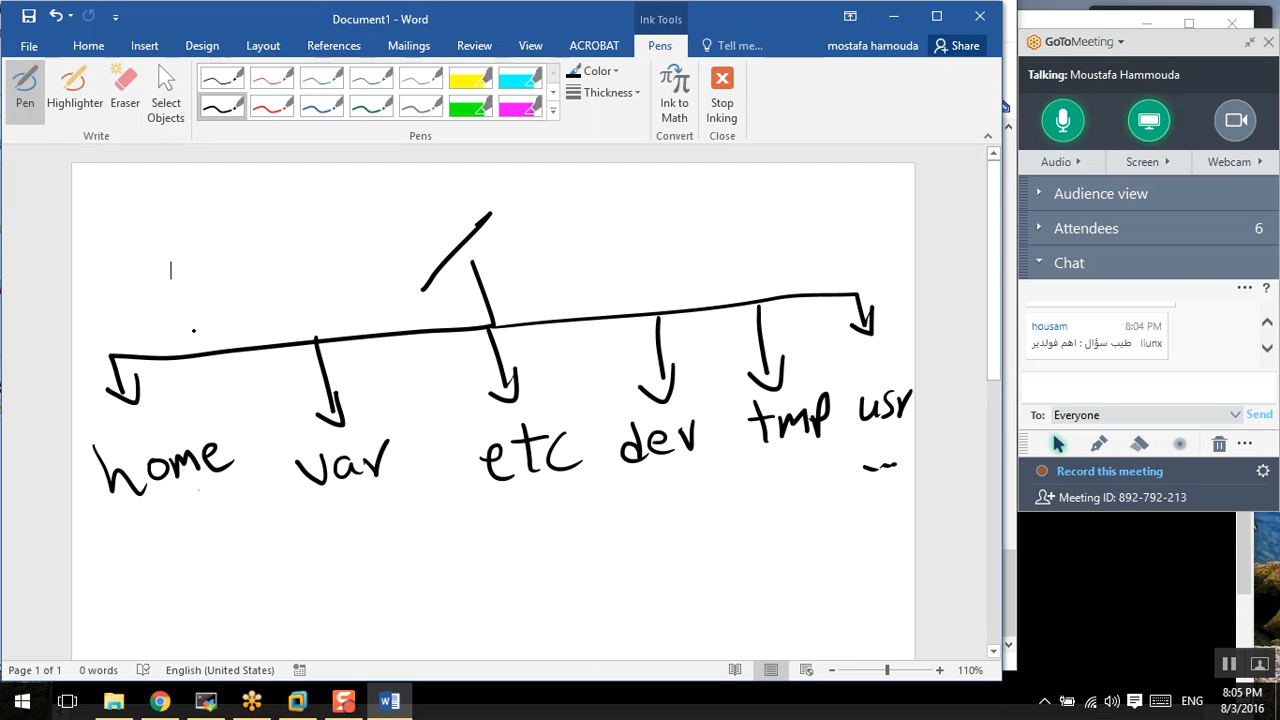 Document1 - Word
Ink Tools
File Home Insert Design Layout References Mailings Review View ACROBAT Pens Tell me... mostafa hamouda Share
Pen Highlighter Eraser Select Objects
Color
Thickness
Ink to Math
Stop Inking
Write Pens Convert Close
/
home var etc dev tmp usr
--
Page 1 of 1 0 words English (United States) 110%
GoToMeeting
Talking: Moustafa Hammouda
Audio Screen Webcam
Audience view
Attendees 6
Chat
housam 8:04 PM
طيب سؤال : اهم فولدير liunx
To: Everyone Send
Record this meeting
Meeting ID: 892-792-213
ENG
8:05 PM
8/3/2016